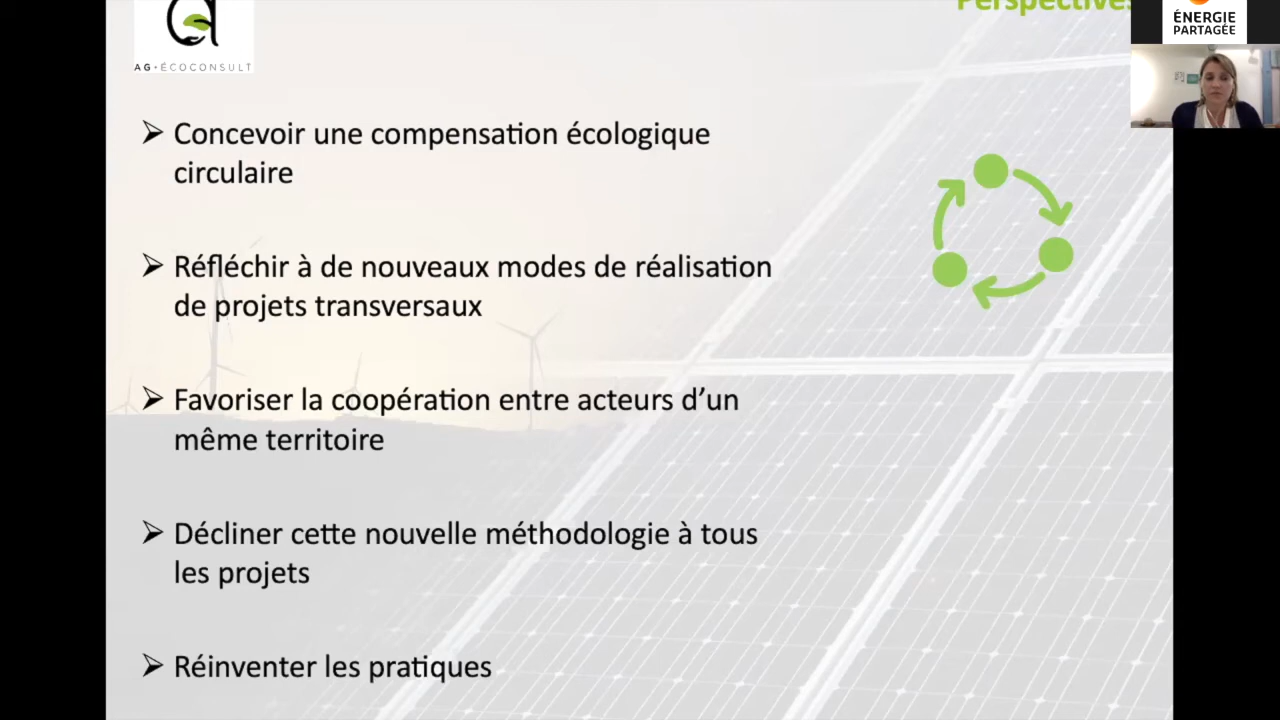 Perspectives
ÉNERGIE
PARTAGÉE
AG·ÉCOCONSULT
Concevoir une compensation écologique
circulaire
Réfléchir à de nouveaux modes de réalisation
de projets transversaux
Favoriser la coopération entre acteurs d’un
même territoire
Décliner cette nouvelle méthodologie à tous
les projets
Réinventer les pratiques